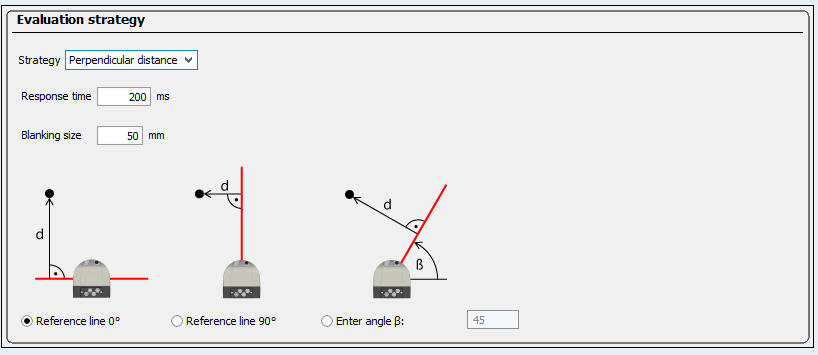 Evaluation strategy
Strategy Perpendicular distance
Response time 200 ms
Blanking size 50 mm
d d d
β
Reference line 0° Reference line 90° Enter angle β: 45